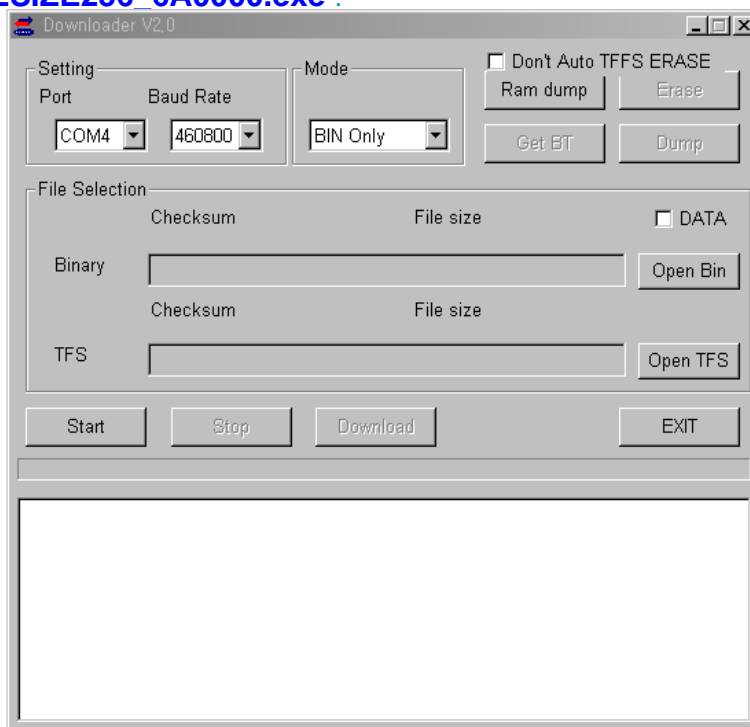 ESIZE256_6A0000.exe .
Downloader V2,0
Setting
Mode
Don't Auto TFFS ERASE
Port Baud Rate
Ram dump Erase
COM4 460800 BIN Only
Get BT Dump
File Selection
Checksum File size DATA
Binary Open Bin
Checksum File size
TFS Open TFS
Start Stop Download EXIT